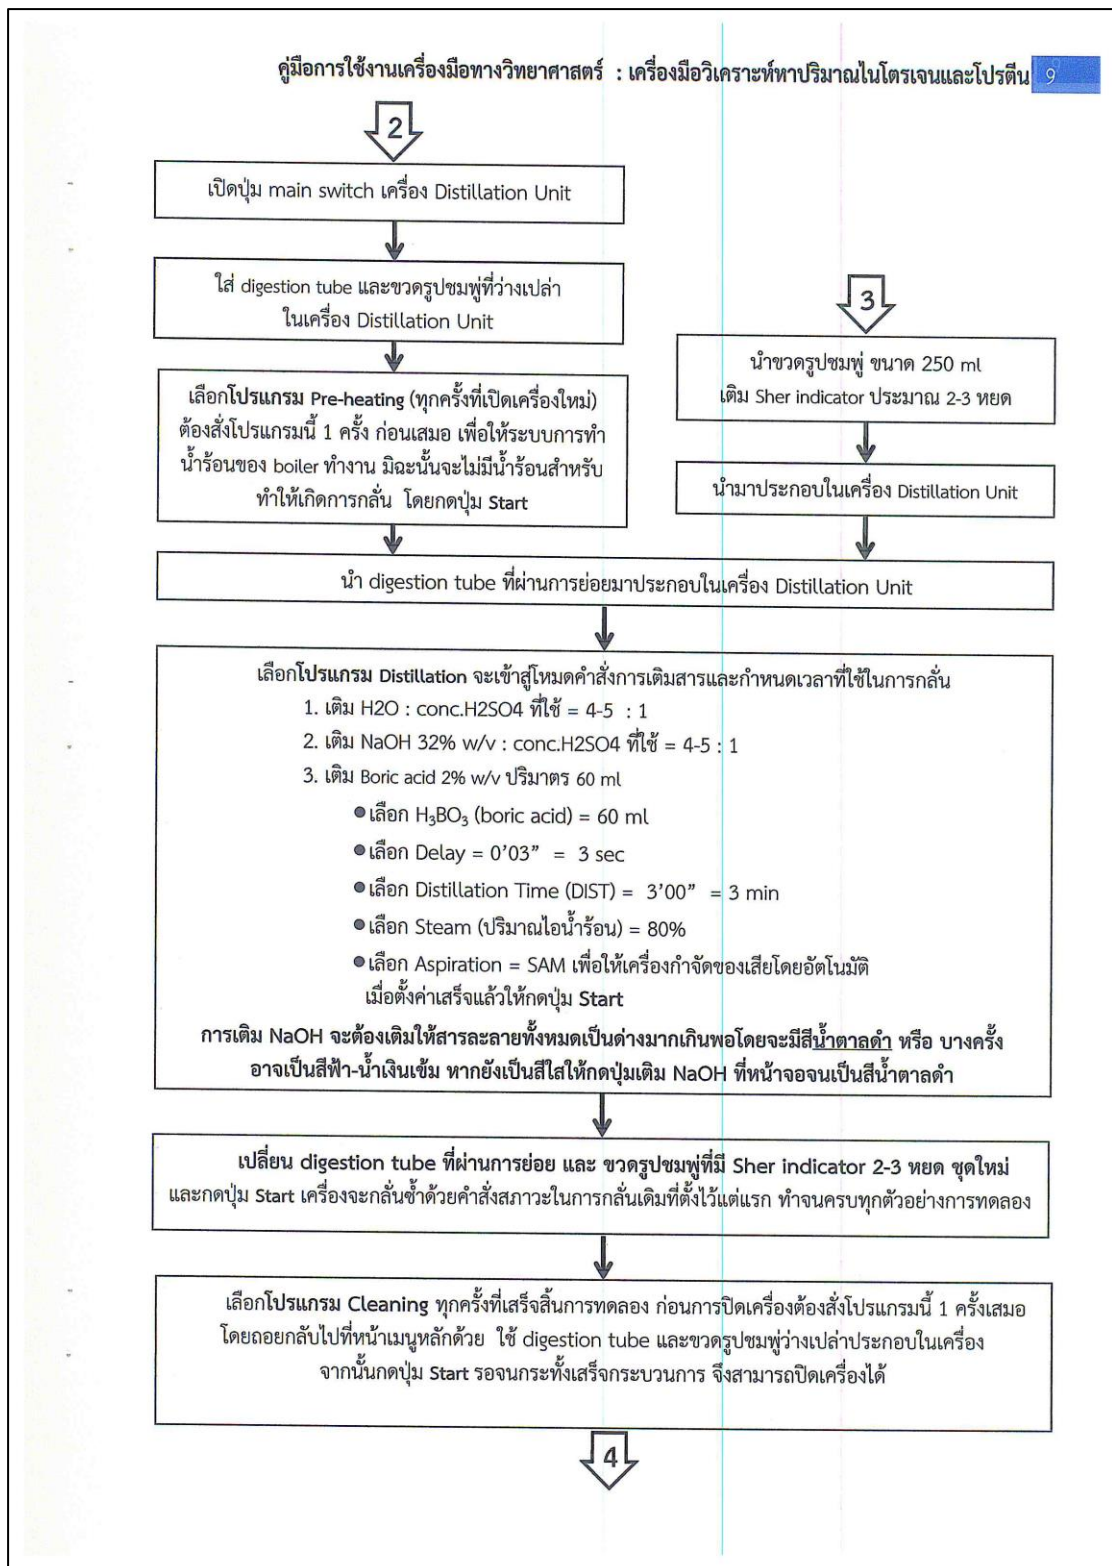 คู่มือการใช้งานเครื่องมือทางวิทยาศาสตร์ : เครื่องมือวิเคราะห์หาปริมาณไนโตรเจนและโปรตีน 9
2
เปิดปุ่ม main switch เครื่อง Distillation Unit
ใส่ digestion tube และขวดรูปชมพู่ที่ว่างเปล่า
ในเครื่อง Distillation Unit
เลือกโปรแกรม Pre-heating (ทุกครั้งที่เปิดเครื่องใหม่)
ต้องสั่งโปรแกรมนี้ 1 ครั้ง ก่อนเสมอ เพื่อให้ระบบการทำ
น้ำร้อนของ boiler ทำงาน มิฉะนั้นจะไม่มีน้ำร้อนสำหรับ
ทำให้เกิดการกลั่น โดยกดปุ่ม Start
3
นำขวดรูปชมพู่ ขนาด 250 ml
เติม Sher indicator ประมาณ 2-3 หยด
นำมาประกอบในเครื่อง Distillation Unit
นำ digestion tube ที่ผ่านการย่อยมาประกอบในเครื่อง Distillation Unit
เลือกโปรแกรม Distillation จะเข้าสู่โหมดคำสั่งการเติมสารและกำหนดเวลาที่ใช้ในการกลั่น
1. เติม H2O : conc.H2SO4 ที่ใช้ = 4-5 : 1
2. เติม NaOH 32% w/v : conc.H2SO4 ที่ใช้ = 4-5 : 1
3. เติม Boric acid 2% w/v ปริมาตร 60 ml
● เลือก H₃BO₃ (boric acid) = 60 ml
● เลือก Delay = 0'03" = 3 sec
● เลือก Distillation Time (DIST) = 3'00" = 3 min
● เลือก Steam (ปริมาณไอน้ำร้อน) = 80%
● เลือก Aspiration = SAM เพื่อให้เครื่องกำจัดของเสียโดยอัตโนมัติ
เมื่อตั้งค่าเสร็จแล้วให้กดปุ่ม Start
การเติม NaOH จะต้องเติมให้สารละลายทั้งหมดเป็นด่างมากเกินพอโดยจะมีสีน้ำตาลดำ หรือ บางครั้ง
อาจเป็นสีฟ้า-น้ำเงินเข้ม หากยังเป็นสีใสให้กดปุ่มเติม NaOH ที่หน้าจอจนเป็นสีน้ำตาลดำ
เปลี่ยน digestion tube ที่ผ่านการย่อย และ ขวดรูปชมพู่ที่มี Sher indicator 2-3 หยด ชุดใหม่
และกดปุ่ม Start เครื่องจะกลั่นซ้ำด้วยคำสั่งสภาวะในการกลั่นเดิมที่ตั้งไว้แต่แรก ทำจนครบทุกตัวอย่างการทดลอง
เลือกโปรแกรม Cleaning ทุกครั้งที่เสร็จสิ้นการทดลอง ก่อนการปิดเครื่องต้องสั่งโปรแกรมนี้ 1 ครั้งเสมอ
โดยถอยกลับไปที่หน้าเมนูหลักด้วย ใช้ digestion tube และขวดรูปชมพู่ว่างเปล่าประกอบในเครื่อง
จากนั้นกดปุ่ม Start รอจนกระทั้งเสร็จกระบวนการ จึงสามารถปิดเครื่องได้
4